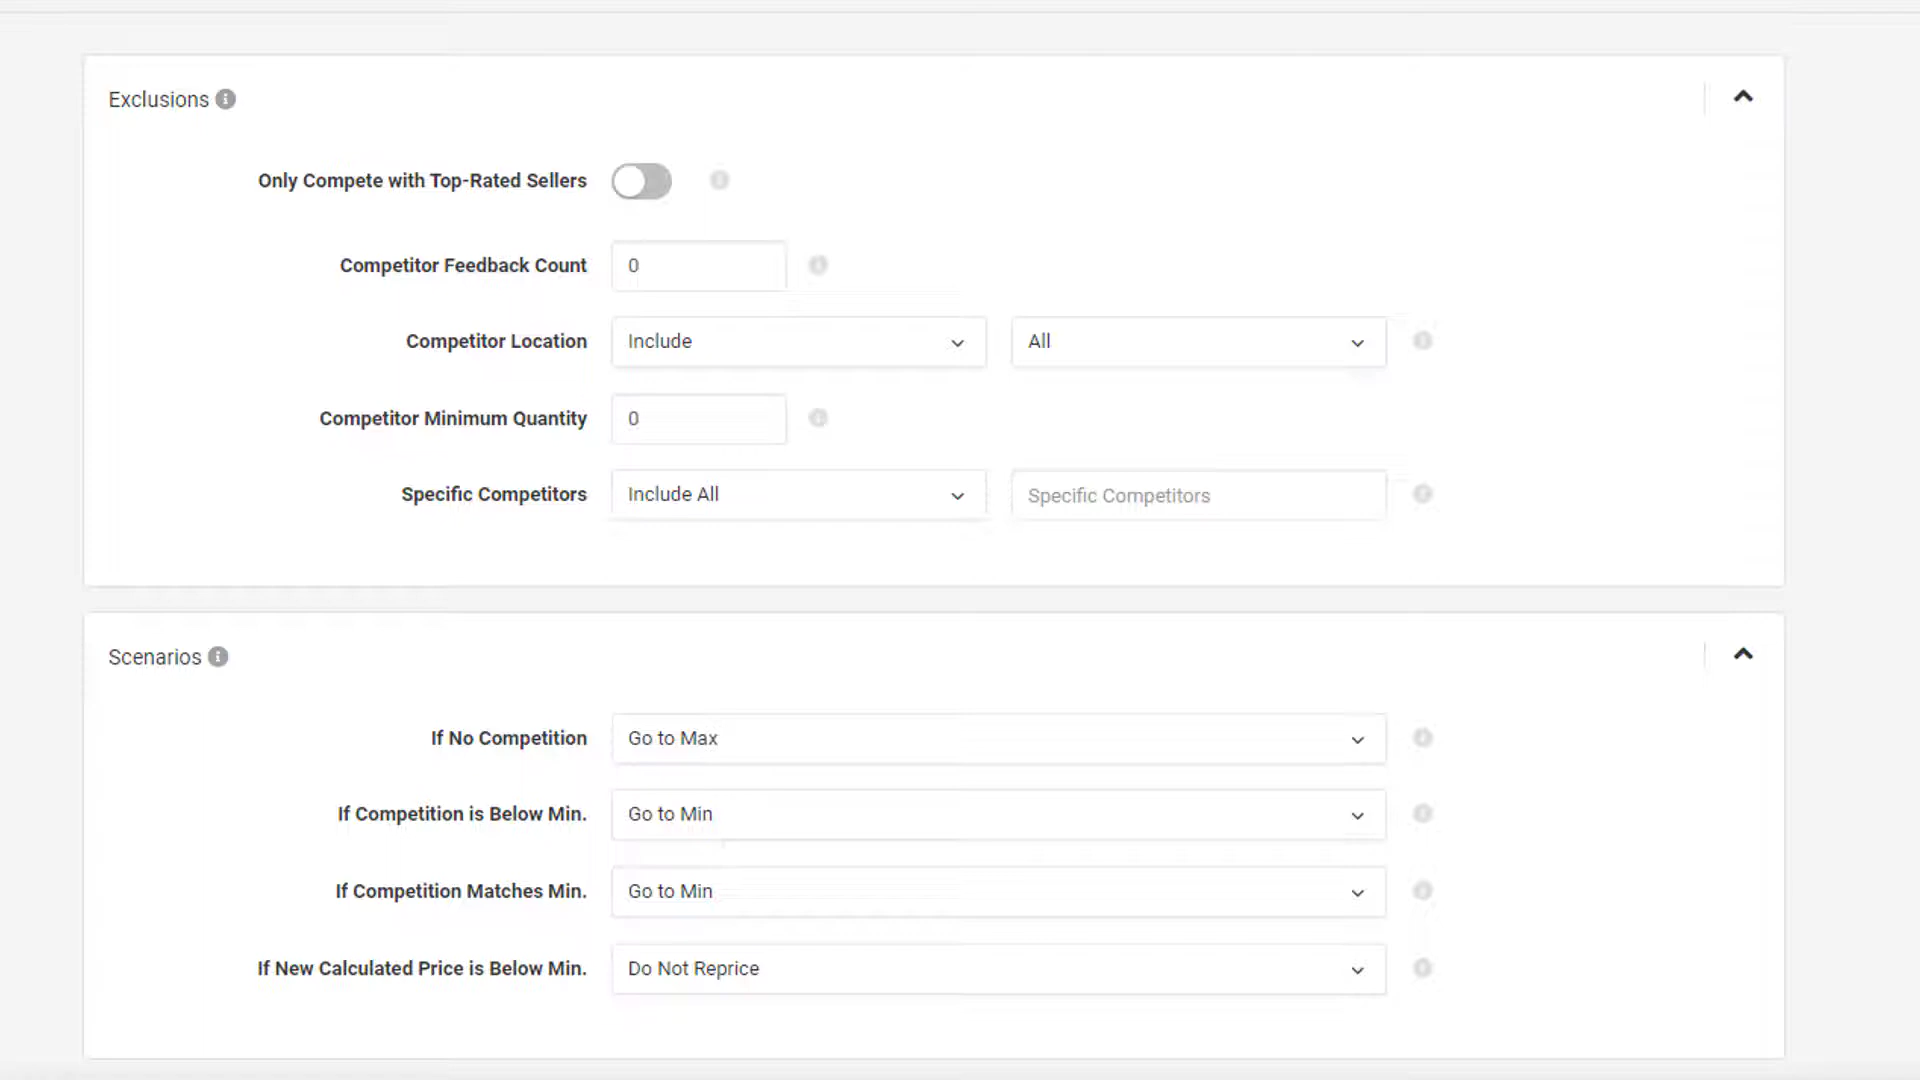 Exclusions
Only Compete with Top-Rated Sellers
Competitor Feedback Count 0
Competitor Location Include All
Competitor Minimum Quantity 0
Specific Competitors Include All Specific Competitors
Scenarios
If No Competition Go to Max
If Competition is Below Min. Go to Min
If Competition Matches Min. Go to Min
If New Calculated Price is Below Min. Do Not Reprice